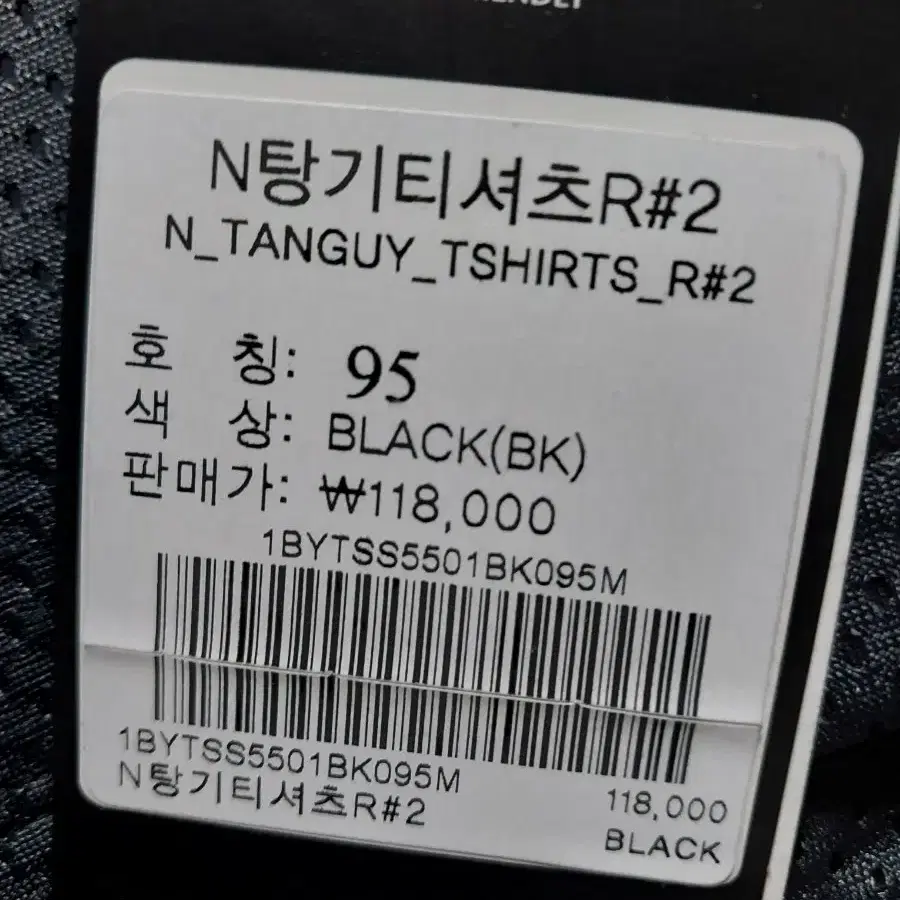 N탕기티셔츠R#2
N_TANGUY_TSHIRTS_R#2
호 칭: 95
색 상: BLACK(BK)
판매가: ₩118,000
1BYTSS5501BK095M
1BYTSS5501BK095M
N탕기티셔츠R#2
118,000
BLACK